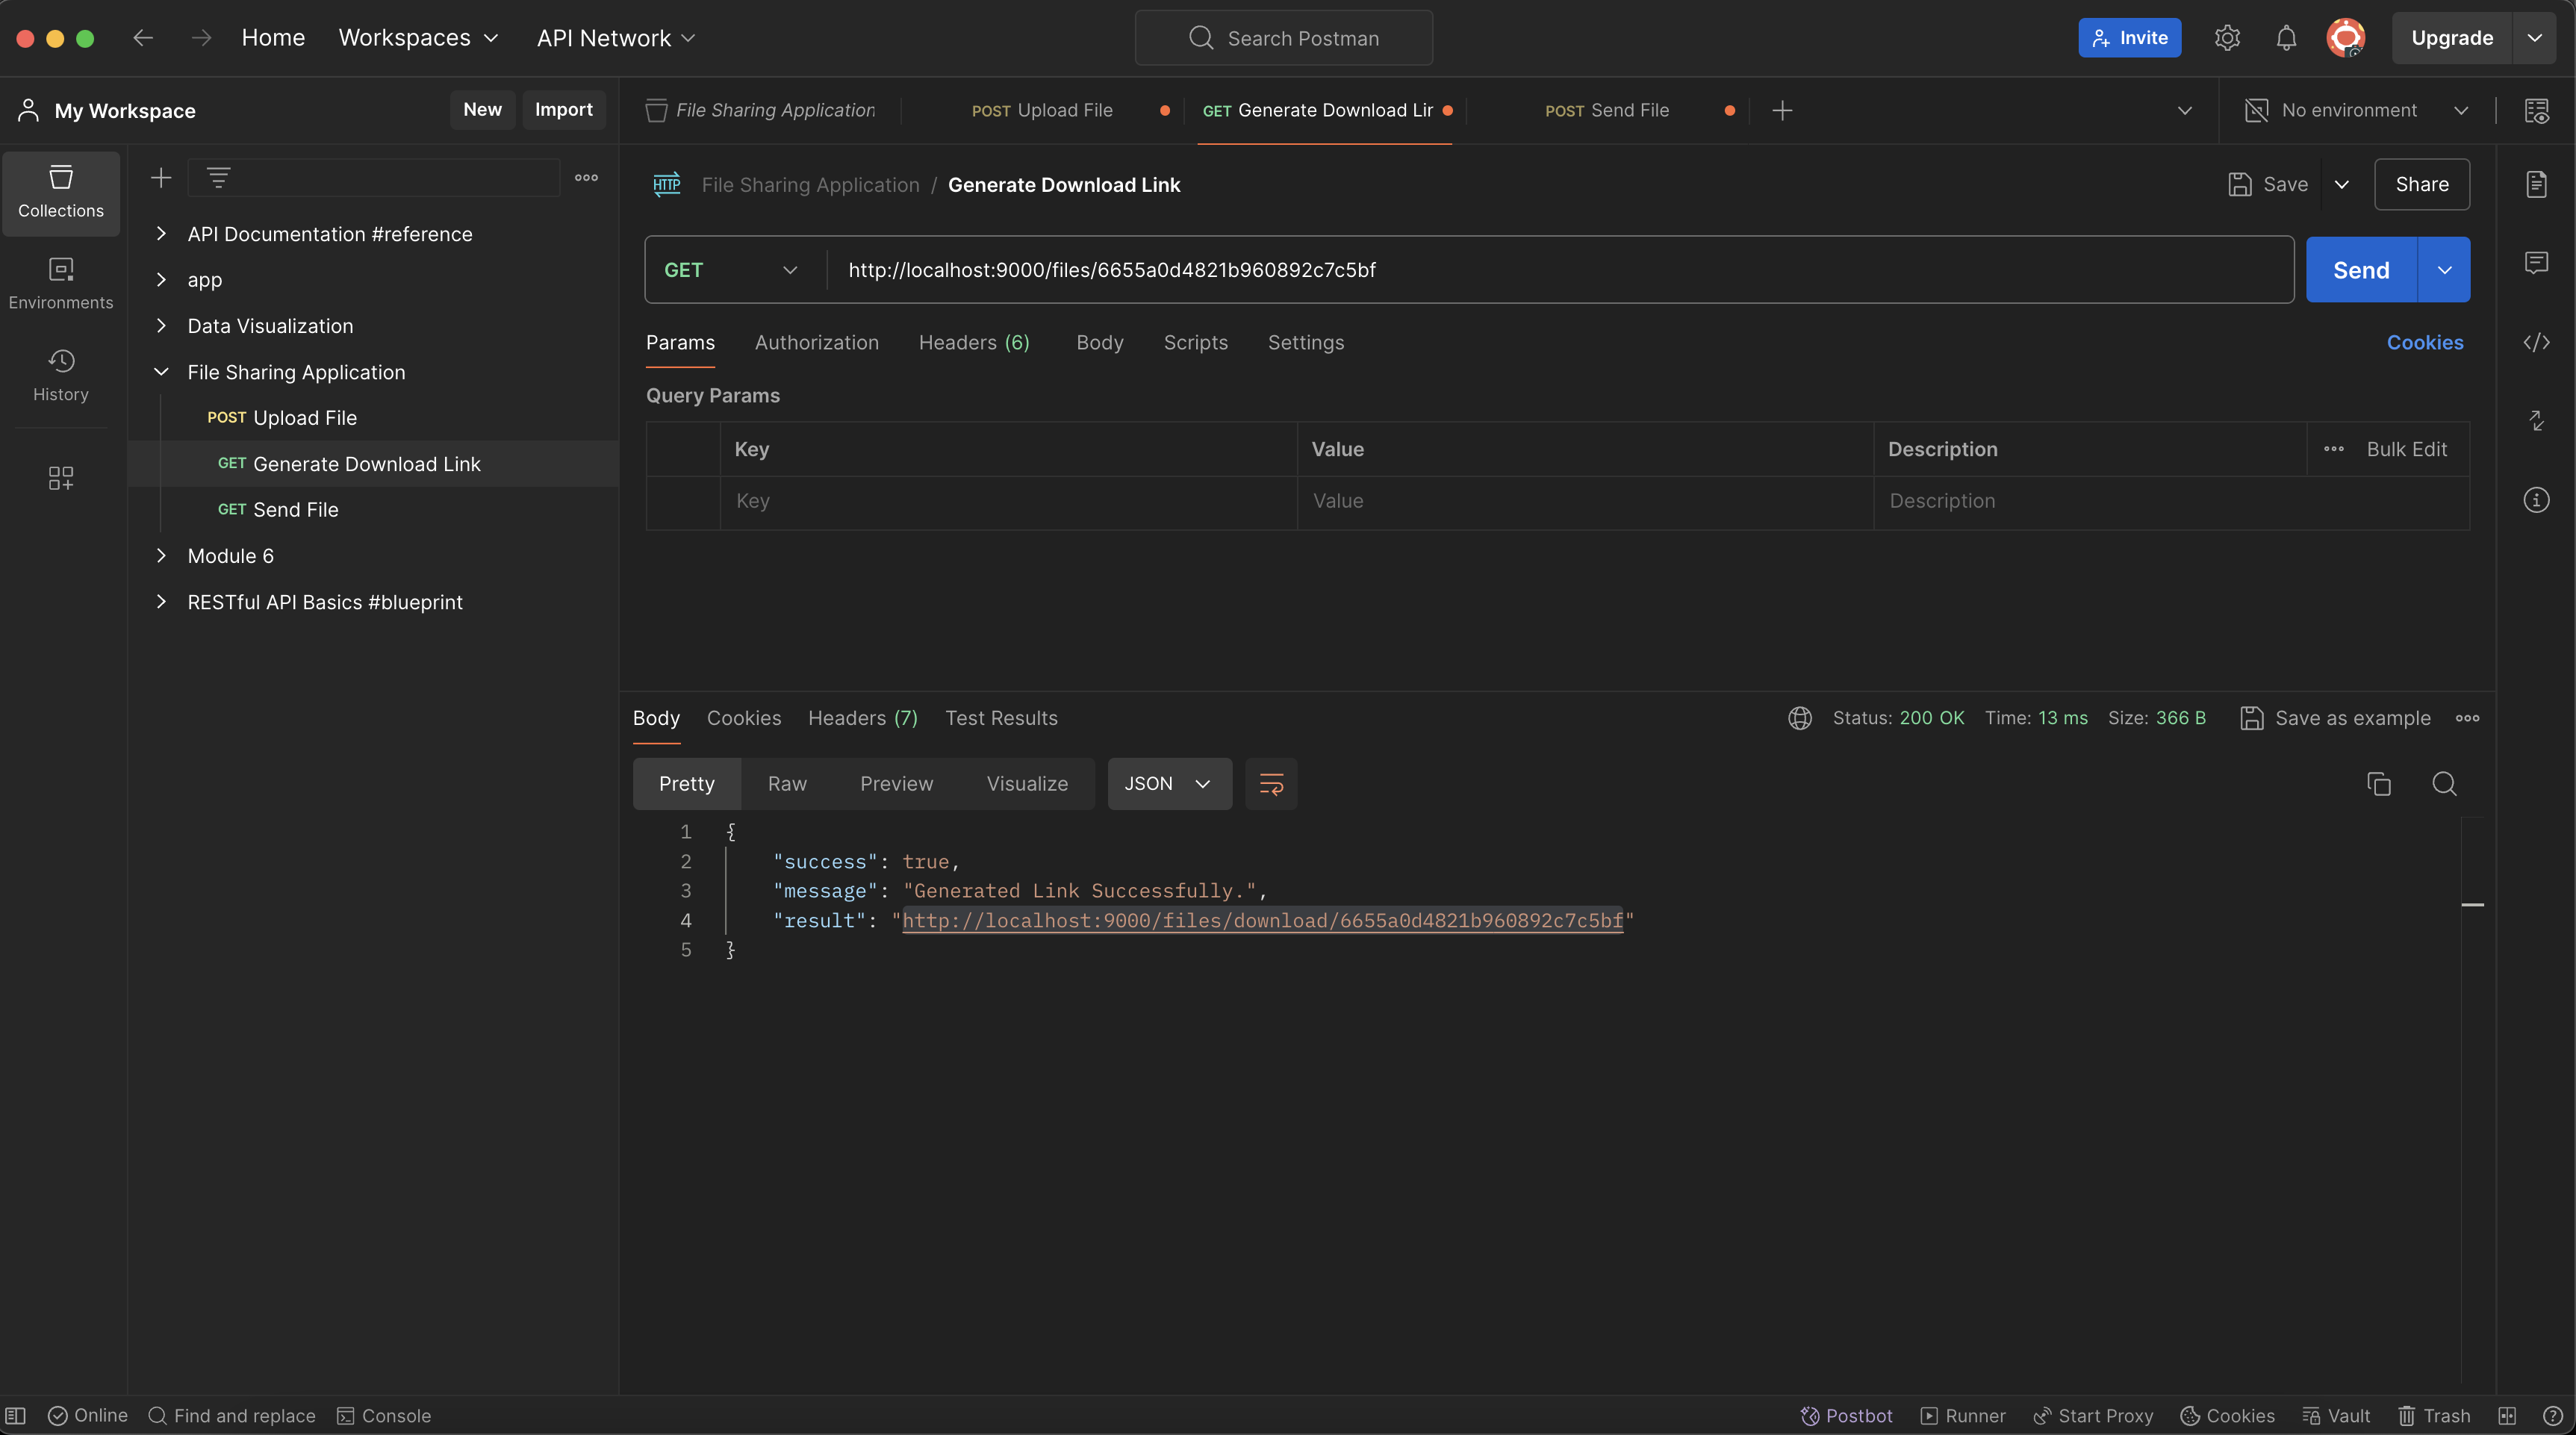 Home Workspaces API Network Search Postman Invite Upgrade
My Workspace New Import File Sharing Application POST Upload File GET Generate Download Lir POST Send File No environment
Collections
Environments
History
API Documentation #reference
app
Data Visualization
File Sharing Application
POST Upload File
GET Generate Download Link
GET Send File
Module 6
RESTful API Basics #blueprint
HTTP File Sharing Application / Generate Download Link Save Share
GET http://localhost:9000/files/6655a0d4821b960892c7c5bf Send
Params Authorization Headers (6) Body Scripts Settings Cookies
Query Params
Key Value Description Bulk Edit
Key Value Description
Body Cookies Headers (7) Test Results Status: 200 OK Time: 13 ms Size: 366 B Save as example
Pretty Raw Preview Visualize JSON
1 {
2 "success": true,
3 "message": "Generated Link Successfully.",
4 "result": "http://localhost:9000/files/download/6655a0d4821b960892c7c5bf"
5 }
Online Find and replace Console Postbot Runner Start Proxy Cookies Vault Trash